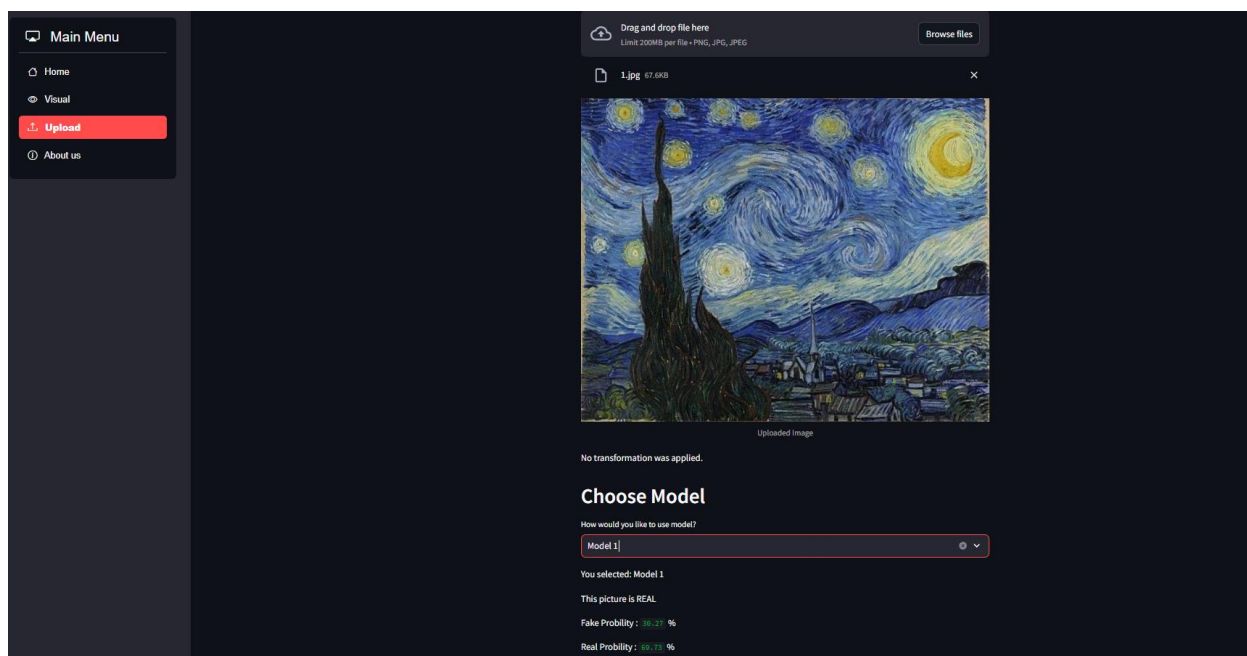 Main Menu
Home
Visual
Upload
About us
Drag and drop file here
Limit 200MB per file • PNG, JPG, JPEG
Browse files
1.jpg 67.6KB
Uploaded Image
No transformation was applied.
Choose Model
How would you like to use model?
Model 1
You selected: Model 1
This picture is REAL
Fake Probility : 30.27 %
Real Probility : 69.73 %